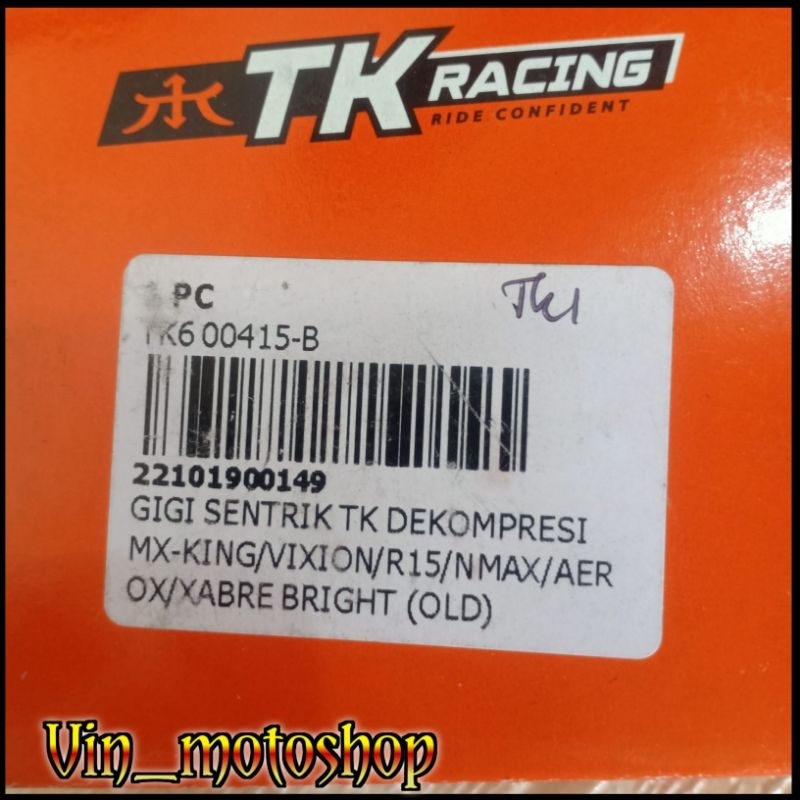 TK RACING
RIDE CONFIDENT
PC
TK6 00415-B
22101900149
GIGI SENTRIK TK DEKOMPRESI
MX-KING/VIXION/R15/NMAX/AER
OX/XABRE BRIGHT (OLD)
Vin_motoshop